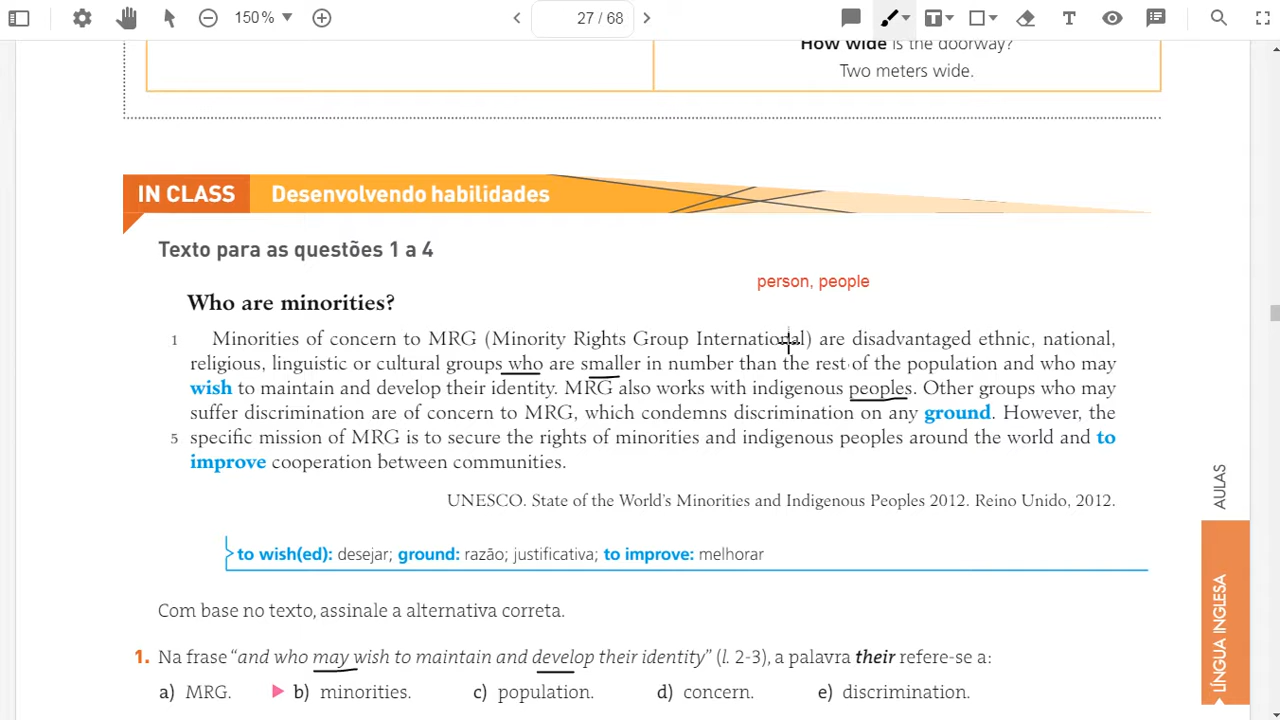 150%
27 / 68
How wide is the doorway?
Two meters wide.
IN CLASS Desenvolvendo habilidades
Texto para as questões 1 a 4
person, people
Who are minorities?
1 Minorities of concern to MRG (Minority Rights Group International) are disadvantaged ethnic, national,
religious, linguistic or cultural groups who are smaller in number than the rest of the population and who may
wish to maintain and develop their identity. MRG also works with indigenous peoples. Other groups who may
suffer discrimination are of concern to MRG, which condemns discrimination on any ground. However, the
5 specific mission of MRG is to secure the rights of minorities and indigenous peoples around the world and to
improve cooperation between communities.
UNESCO. State of the World's Minorities and Indigenous Peoples 2012. Reino Unido, 2012.
to wish(ed): desejar; ground: razão; justificativa; to improve: melhorar
Com base no texto, assinale a alternativa correta.
1. Na frase "and who may wish to maintain an develop their identity" (l. 2-3), a palavra their refere-se a:
a) MRG. b) minorities. c) population. d) concern. e) discrimination.
AULAS
LÍNGUA INGLESA